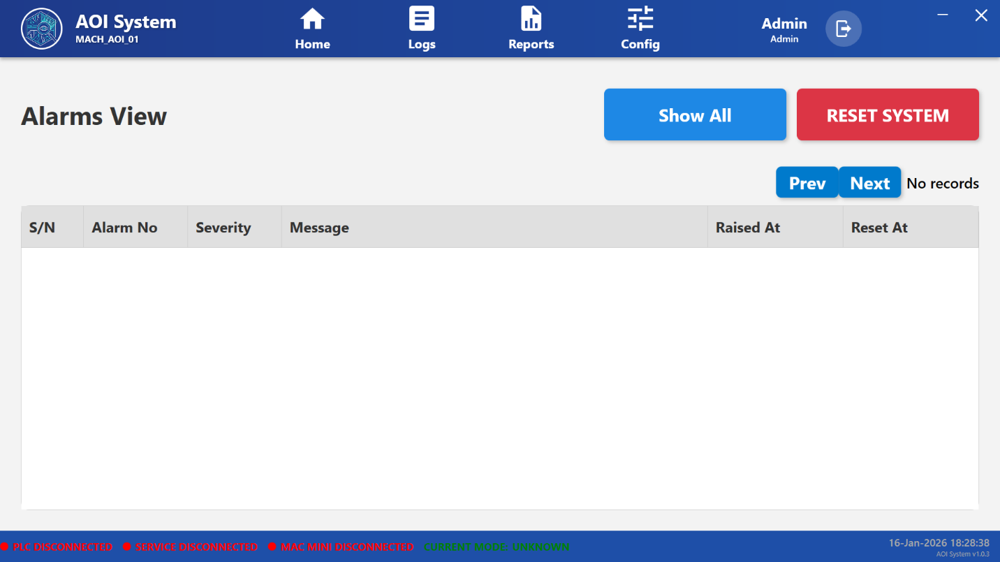 AOI System
MACH_AOI_01
Home
Logs
Reports
Config
Admin
Admin
Alarms View
Show All
RESET SYSTEM
Prev
Next
No records
S/N
Alarm No
Severity
Message
Raised At
Reset At
PLC DISCONNECTED
SERVICE DISCONNECTED
MAC MINI DISCONNECTED
CURRENT MODE: UNKNOWN
16-Jan-2026 18:28:38
AOI System v1.0.3